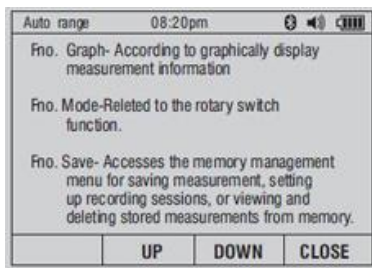 Auto range 08:20pm
Fno. Graph- According to graphically display
measurement information
Fno. Mode-Releted to the rotary switch
function.
Fno. Save- Accesses the memory management
menu for saving measurement, setting
up recording sessions, or viewing and
deleting stored measurements from memory.
UP DOWN CLOSE